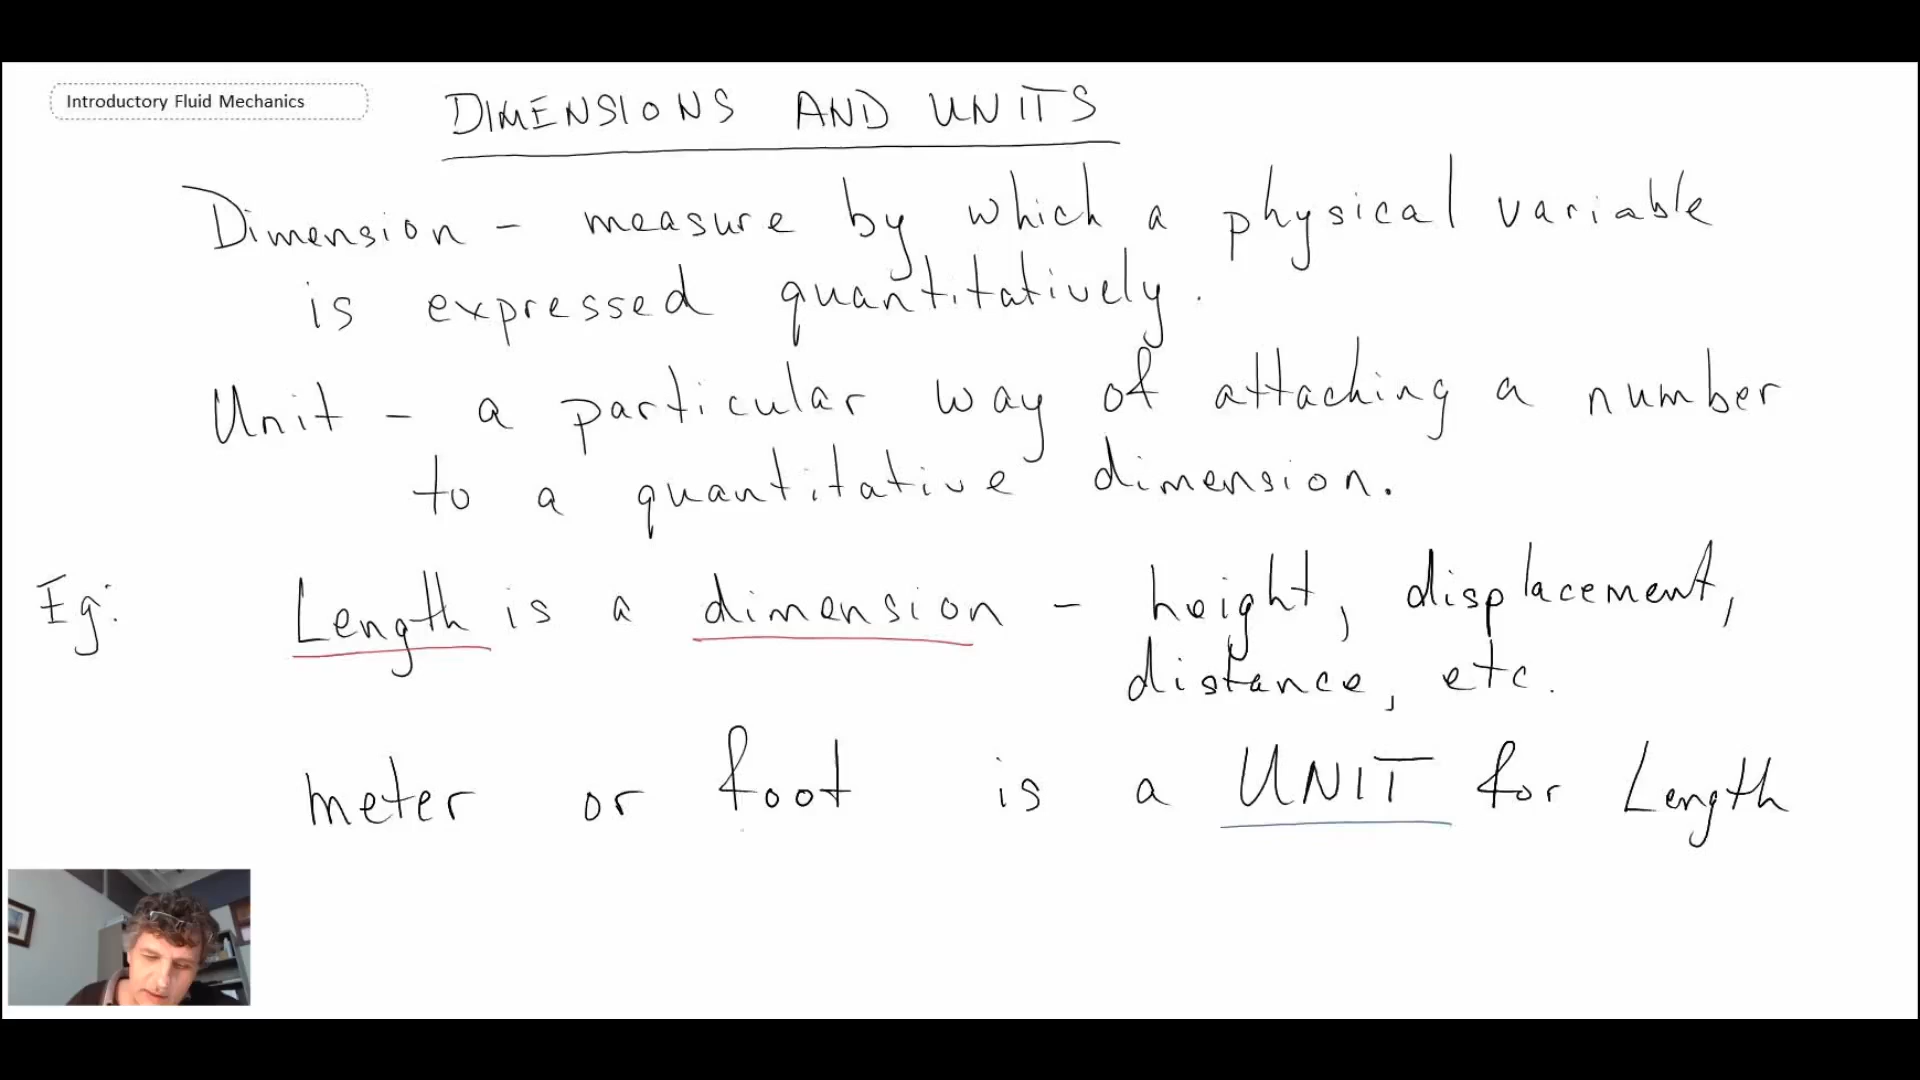 Introductory Fluid Mechanics
DIMENSIONS AND UNITS
Dimension - measure by which a physical variable
is expressed quantitatively.
Unit - a particular way of attaching a number
to a quantitative dimension.
Eg: Length is a dimension - height, displacement,
distance, etc.
meter or foot is a UNIT for Length